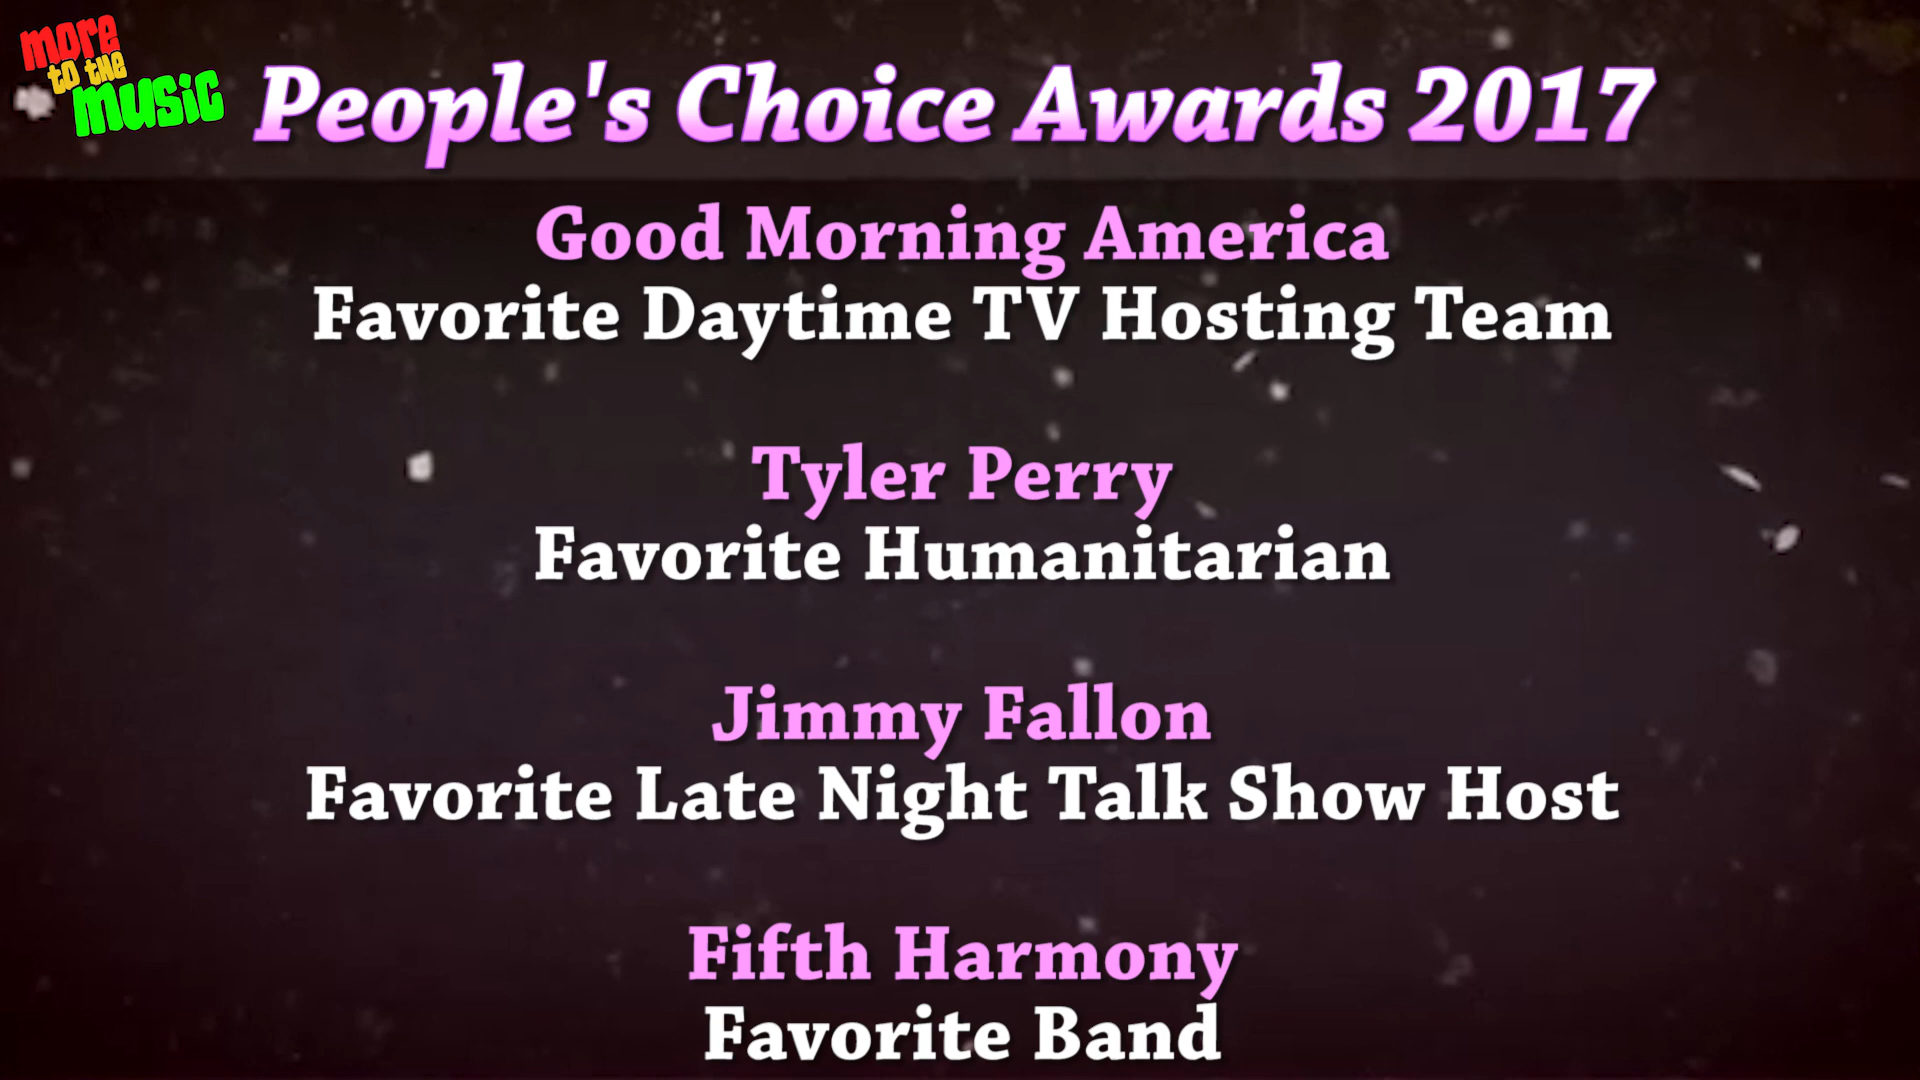 more
to the
music
People's Choice Awards 2017
Good Morning America
Favorite Daytime TV Hosting Team
Tyler Perry
Favorite Humanitarian
Jimmy Fallon
Favorite Late Night Talk Show Host
Fifth Harmony
Favorite Band